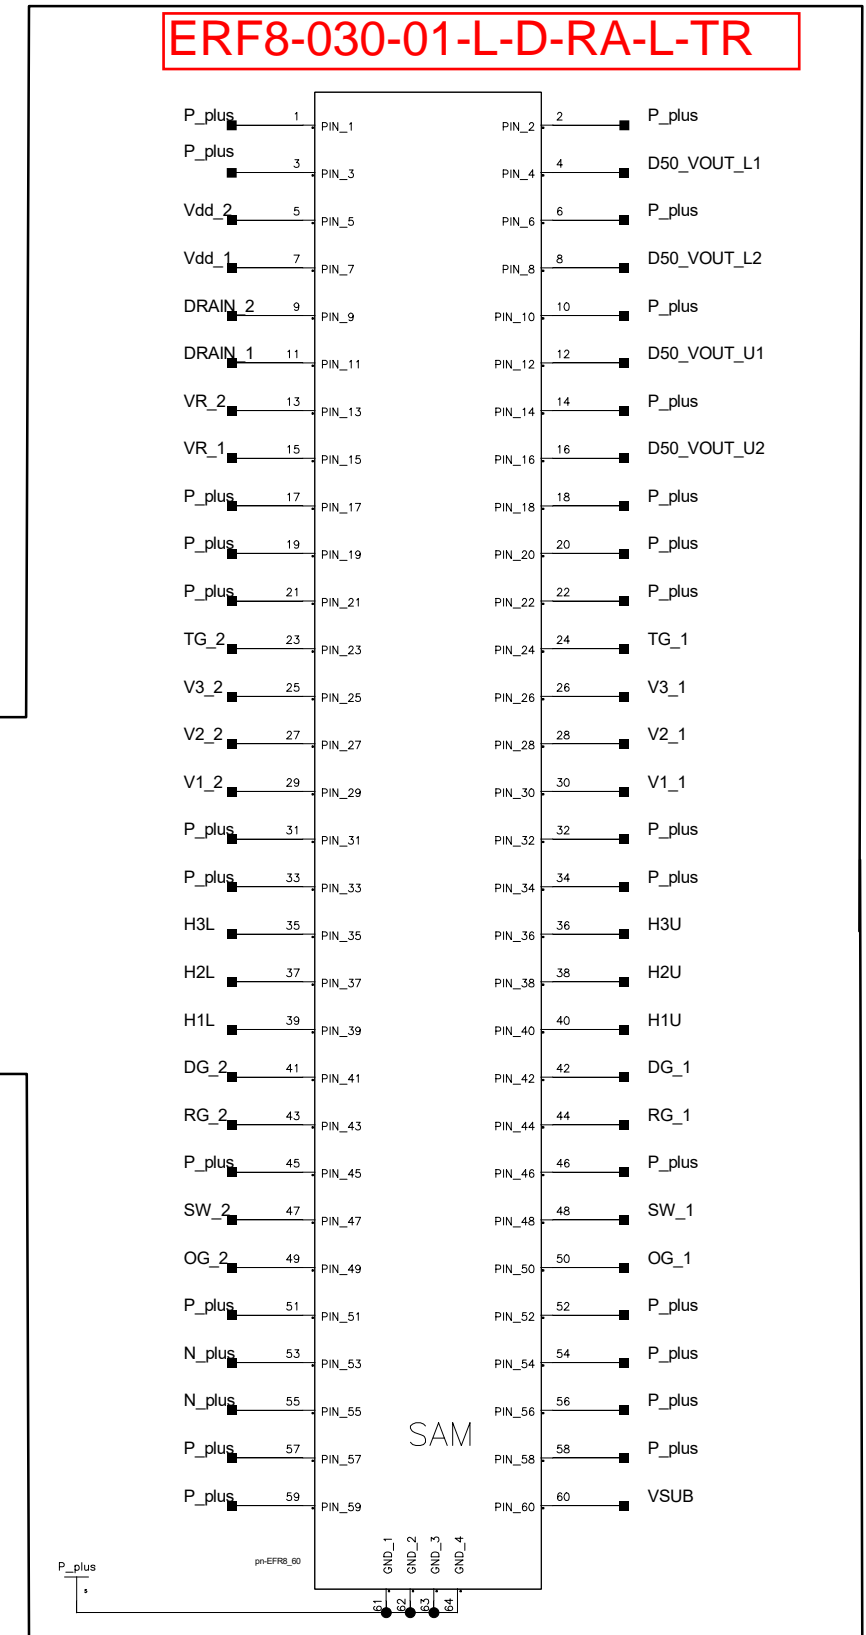 ERF8-030-01-L-D-RA-L-TR
P_plus 1 PIN_1 PIN_2 2 P_plus
P_plus 3 PIN_3 PIN_4 4 D50_VOUT_L1
Vdd_2 5 PIN_5 PIN_6 6 P_plus
Vdd_1 7 PIN_7 PIN_8 8 D50_VOUT_L2
DRAIN_2 9 PIN_9 PIN_10 10 P_plus
DRAIN_1 11 PIN_11 PIN_12 12 D50_VOUT_U1
VR_2 13 PIN_13 PIN_14 14 P_plus
VR_1 15 PIN_15 PIN_16 16 D50_VOUT_U2
P_plus 17 PIN_17 PIN_18 18 P_plus
P_plus 19 PIN_19 PIN_20 20 P_plus
P_plus 21 PIN_21 PIN_22 22 P_plus
TG_2 23 PIN_23 PIN_24 24 TG_1
V3_2 25 PIN_25 PIN_26 26 V3_1
V2_2 27 PIN_27 PIN_28 28 V2_1
V1_2 29 PIN_29 PIN_30 30 V1_1
P_plus 31 PIN_31 PIN_32 32 P_plus
P_plus 33 PIN_33 PIN_34 34 P_plus
H3L 35 PIN_35 PIN_36 36 H3U
H2L 37 PIN_37 PIN_38 38 H2U
H1L 39 PIN_39 PIN_40 40 H1U
DG_2 41 PIN_41 PIN_42 42 DG_1
RG_2 43 PIN_43 PIN_44 44 RG_1
P_plus 45 PIN_45 PIN_46 46 P_plus
SW_2 47 PIN_47 PIN_48 48 SW_1
OG_2 49 PIN_49 PIN_50 50 OG_1
P_plus 51 PIN_51 PIN_52 52 P_plus
N_plus 53 PIN_53 PIN_54 54 P_plus
N_plus 55 PIN_55 PIN_56 56 P_plus
SAM
P_plus 57 PIN_57 PIN_58 58 P_plus
P_plus 59 PIN_59 PIN_60 60 VSUB
pn-EFR8_60 GND_1 GND_2 GND_3 GND_4
P_plus
61 62 63 64